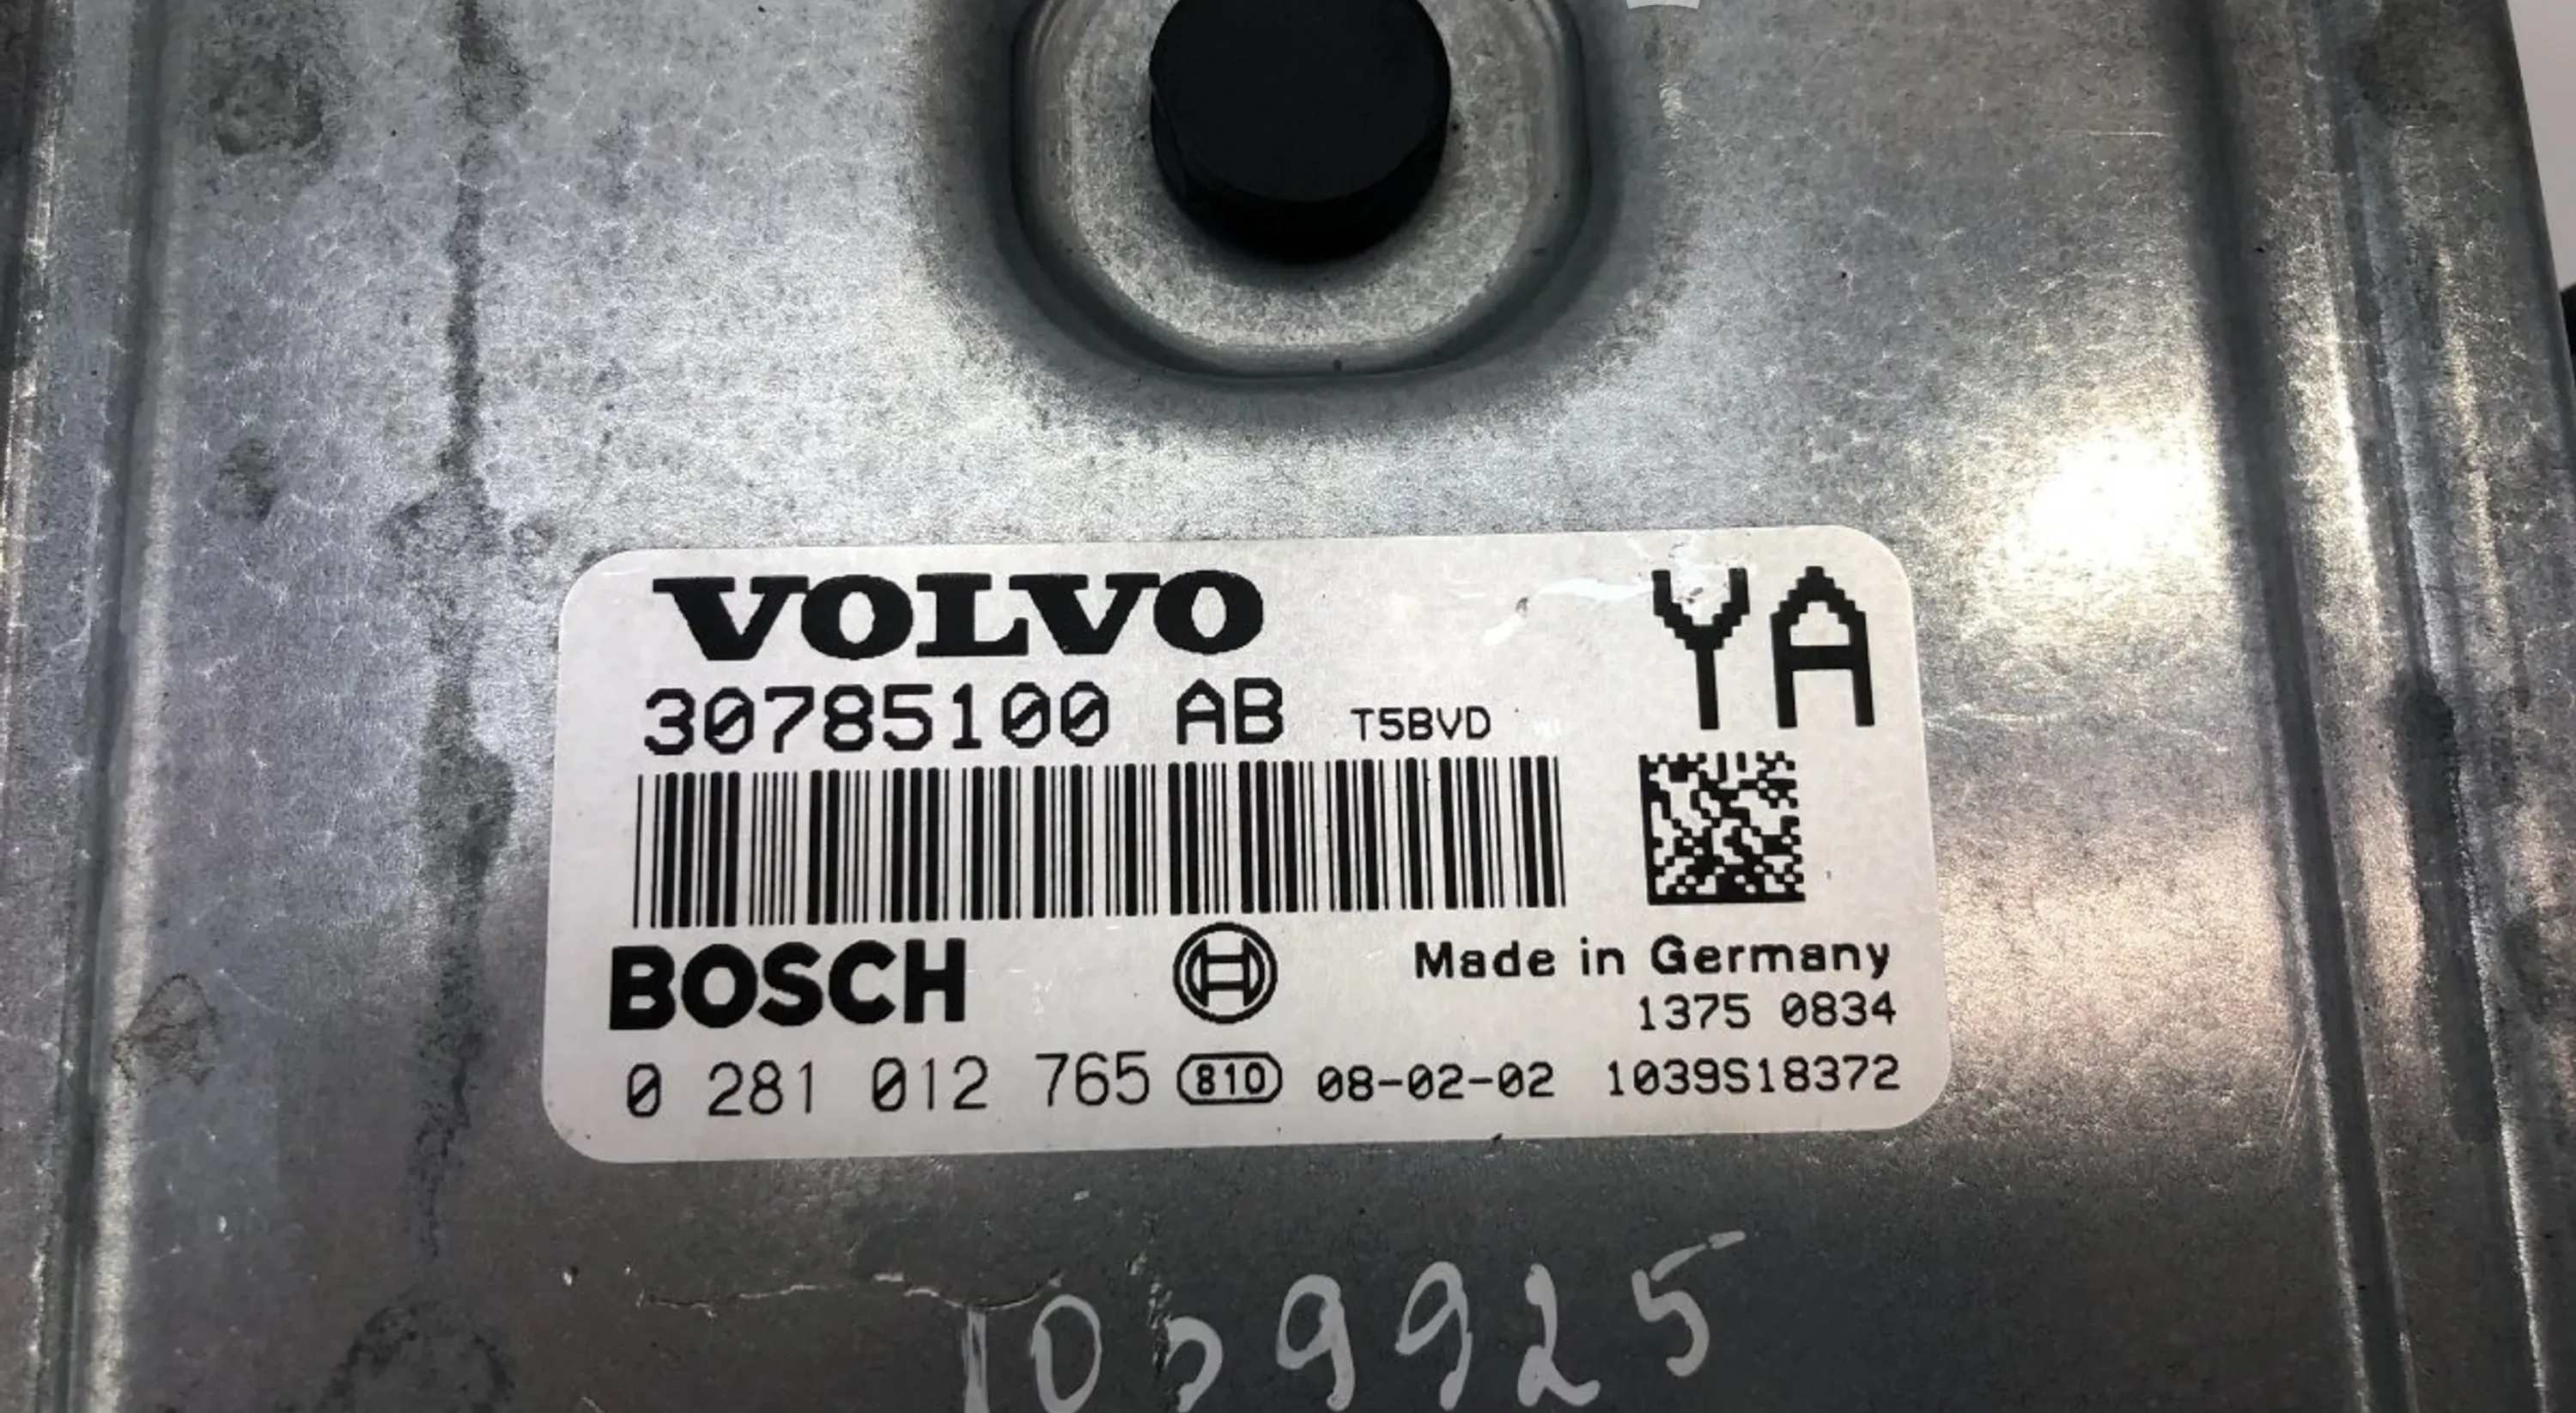 VOLVO
YA
30785100 AB T5BVD
BOSCH
Made in Germany
1375 0834
0 281 012 765 810 08-02-02 1039S18372